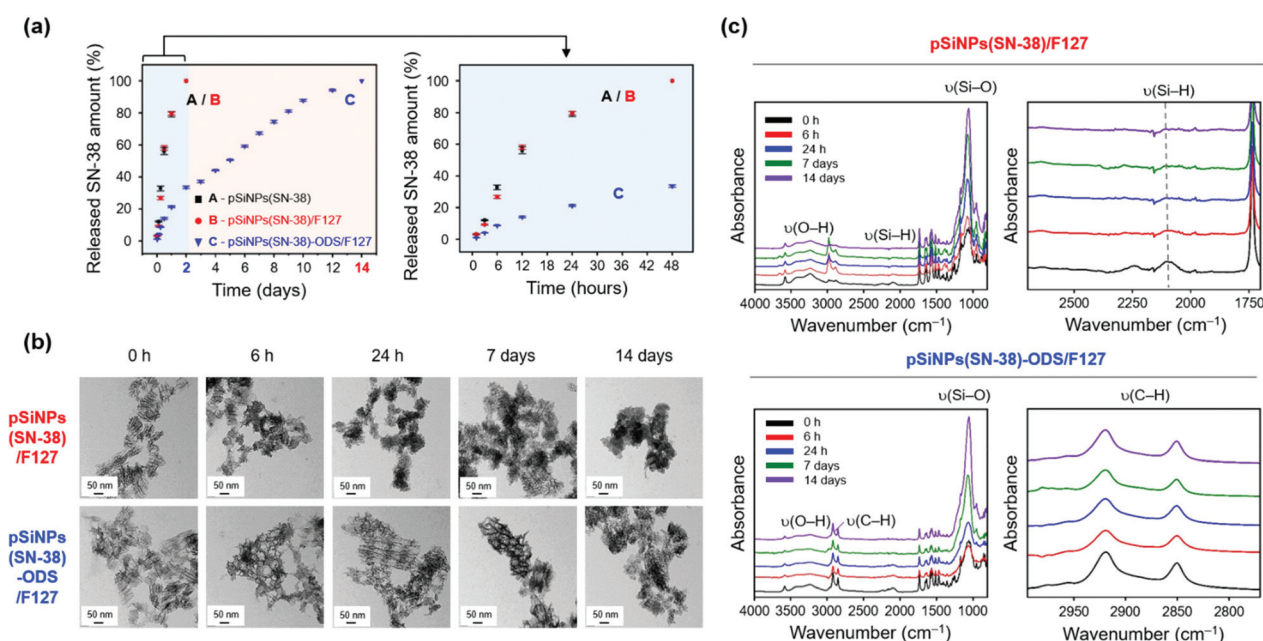 (a)
Released SN-38 amount (%)
100
80
60
40
20
0
A / B
C
A - pSiNPs(SN-38)
B - pSiNPs(SN-38)/F127
C - pSiNPs(SN-38)-ODS/F127
0 2 4 6 8 10 12 14
Time (days)
Released SN-38 amount (%)
100
80
60
40
20
0
A / B
C
0 6 12 18 24 30 36 42 48
Time (hours)
(b)
0 h 6 h 24 h 7 days 14 days
pSiNPs
(SN-38)
/F127
50 nm 50 nm 50 nm 50 nm 50 nm
pSiNPs
(SN-38)
-ODS
/F127
50 nm 50 nm 50 nm 50 nm 50 nm
(c)
pSiNPs(SN-38)/F127
υ(Si–O)
Absorbance
0 h
6 h
24 h
7 days
14 days
υ(O–H)
υ(Si–H)
4000 3500 3000 2500 2000 1500 1000
Wavenumber (cm⁻¹)
υ(Si–H)
Absorbance
2500 2250 2000 1750
Wavenumber (cm⁻¹)
pSiNPs(SN-38)-ODS/F127
υ(Si–O)
Absorbance
0 h
6 h
24 h
7 days
14 days
υ(O–H)
υ(C–H)
4000 3500 3000 2500 2000 1500 1000
Wavenumber (cm⁻¹)
υ(C–H)
Absorbance
2950 2900 2850 2800
Wavenumber (cm⁻¹)